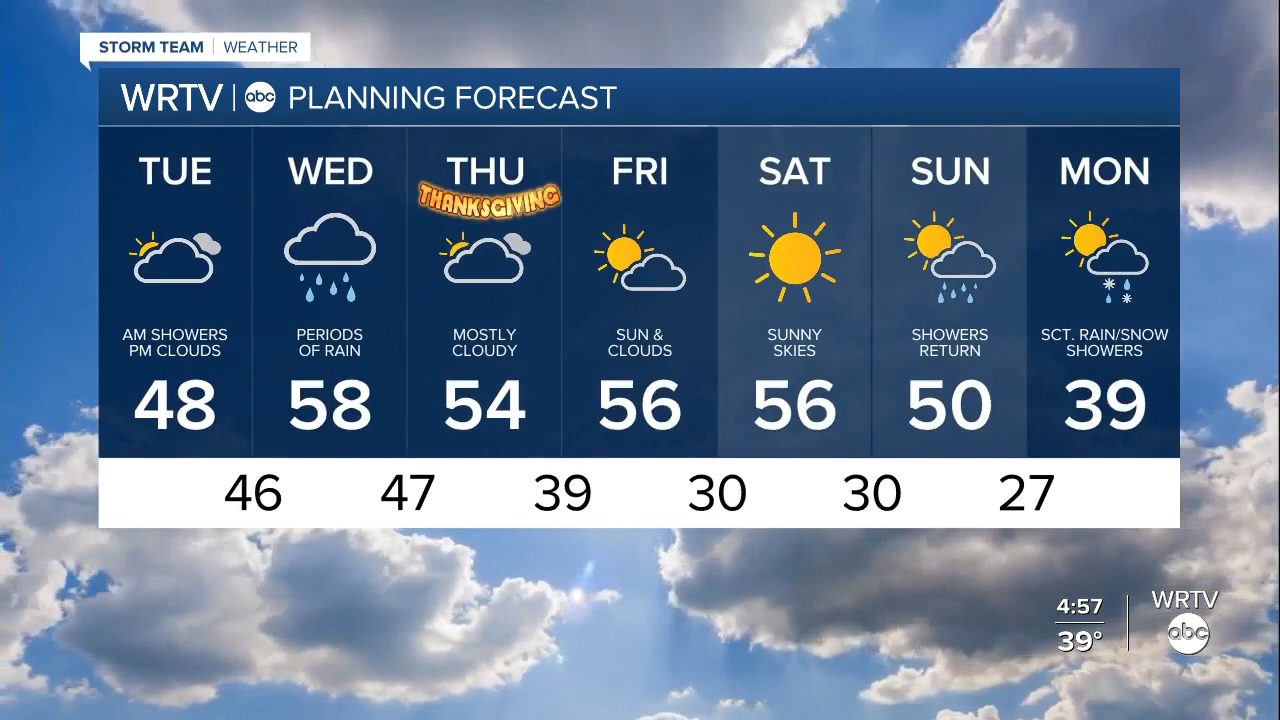 STORM TEAM | WEATHER
WRTV | abc PLANNING FORECAST
TUE WED THU FRI SAT SUN MON
THANKSGIVING
AM SHOWERS PERIODS MOSTLY SUN & SUNNY SHOWERS SCT. RAIN/SNOW
PM CLOUDS OF RAIN CLOUDY CLOUDS SKIES RETURN SHOWERS
48 58 54 56 56 50 39
46 47 39 30 30 27
4:57 WRTV
39° abc